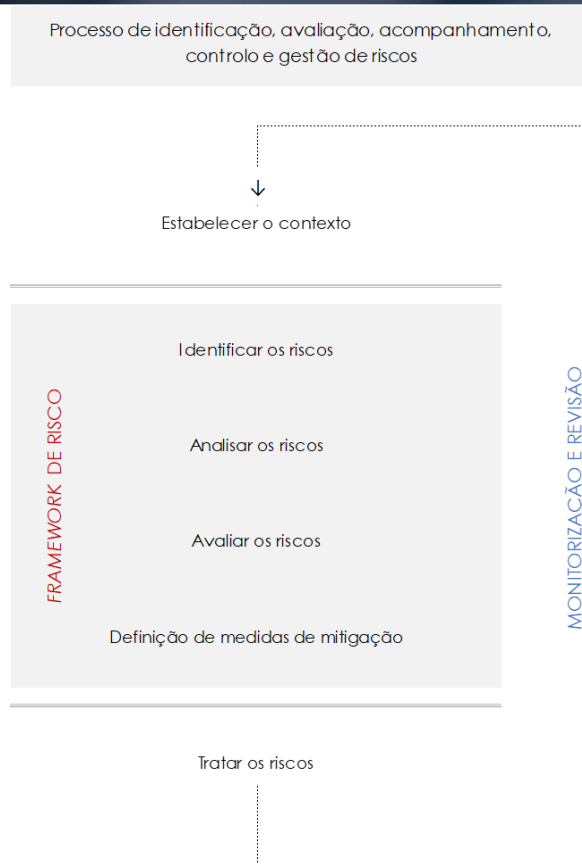 Processo de identificação, avaliação, acompanhamento,
controlo e gestão de riscos
Estabelecer o contexto
Identificar os riscos
Analisar os riscos
Avaliar os riscos
Definição de medidas de mitigação
FRAMEWORK DE RISCO
MONITORIZAÇÃO E REVISÃO
Tratar os riscos